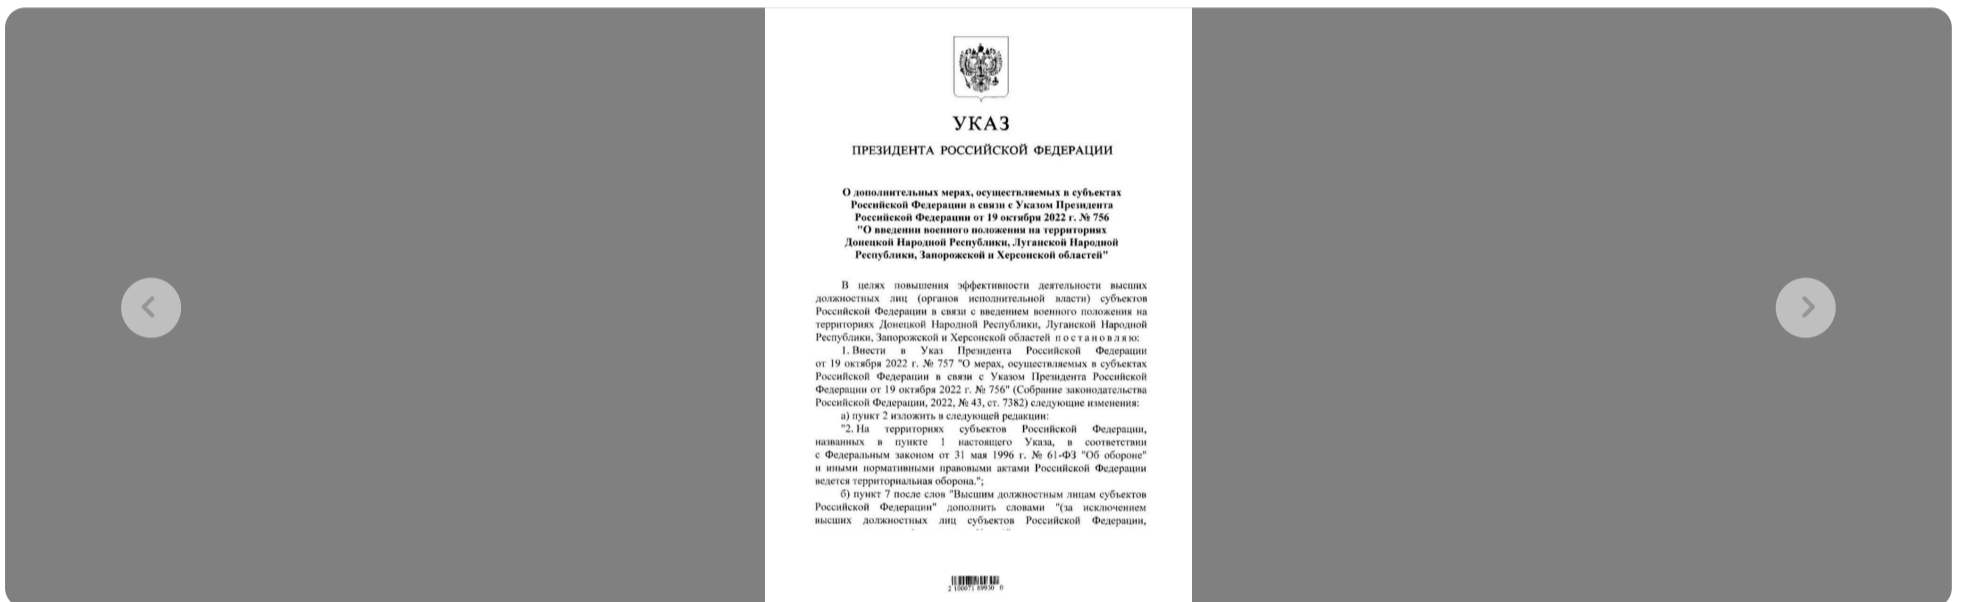 УКАЗ
ПРЕЗИДЕНТА РОССИЙСКОЙ ФЕДЕРАЦИИ
О дополнительных мерах, осуществляемых в субъектах
Российской Федерации в связи с Указом Президента
Российской Федерации от 19 октября 2022 г. № 756
"О введении военного положения на территориях
Донецкой Народной Республики, Луганской Народной
Республики, Запорожской и Херсонской областей"
В целях повышения эффективности деятельности высших
должностных лиц (органов исполнительной власти) субъектов
Российской Федерации в связи с введением военного положения на
территориях Донецкой Народной Республики, Луганской Народной
Республики, Запорожской и Херсонской областей п о с т а н о в л я ю:
1. Внести в Указ Президента Российской Федерации
от 19 октября 2022 г. № 757 "О мерах, осуществляемых в субъектах
Российской Федерации в связи с Указом Президента Российской
Федерации от 19 октября 2022 г. № 756" (Собрание законодательства
Российской Федерации, 2022, № 43, ст. 7382) следующие изменения:
а) пункт 2 изложить в следующей редакции:
"2. На территориях субъектов Российской Федерации,
названных в пункте 1 настоящего Указа, в соответствии
с Федеральным законом от 31 мая 1996 г. № 61-ФЗ "Об обороне"
и иными нормативными правовыми актами Российской Федерации
ведется территориальная оборона.";
б) пункт 7 после слов "Высшим должностным лицам субъектов
Российской Федерации" дополнить словами "(за исключением
высших должностных лиц субъектов Российской Федерации,
2 100071 89930 0